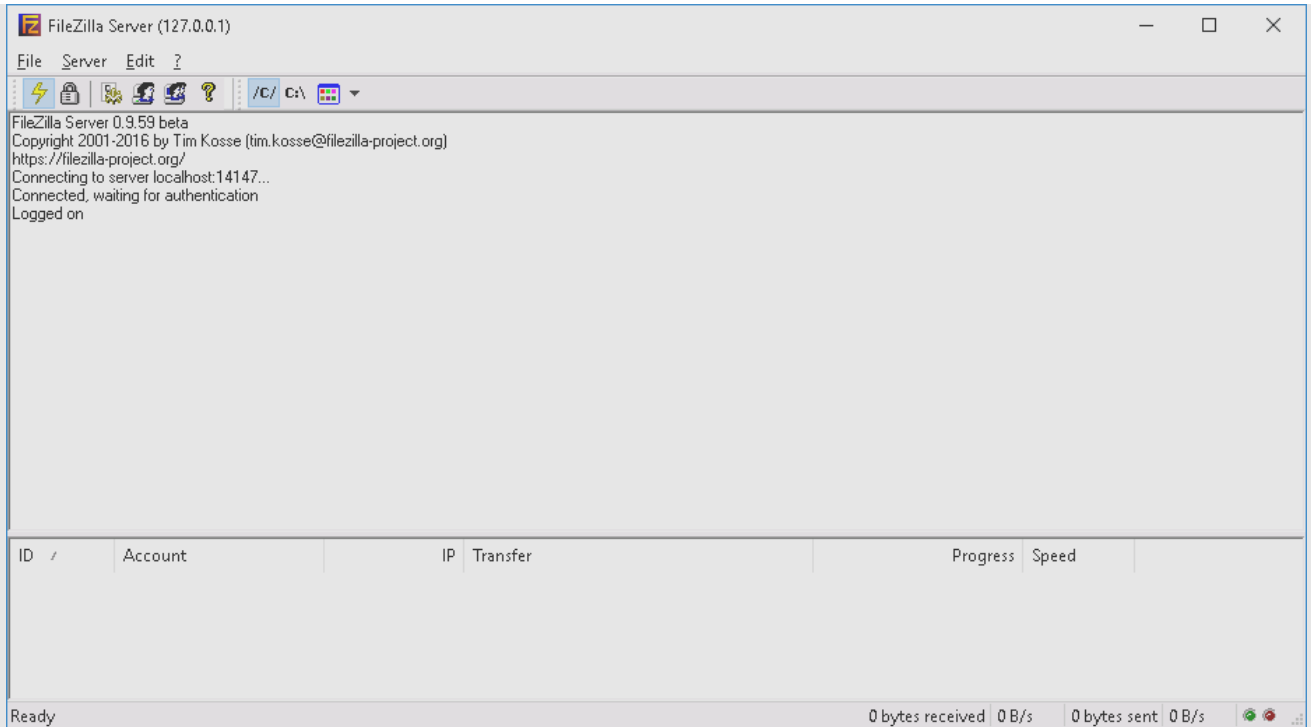 FileZilla Server (127.0.0.1)
File Server Edit ?
/C/ C:\
FileZilla Server 0.9.59 beta
Copyright 2001-2016 by Tim Kosse (tim.kosse@filezilla-project.org)
https://filezilla-project.org/
Connecting to server localhost:14147...
Connected, waiting for authentication
Logged on
ID / Account IP Transfer Progress Speed
Ready 0 bytes received 0 B/s 0 bytes sent 0 B/s